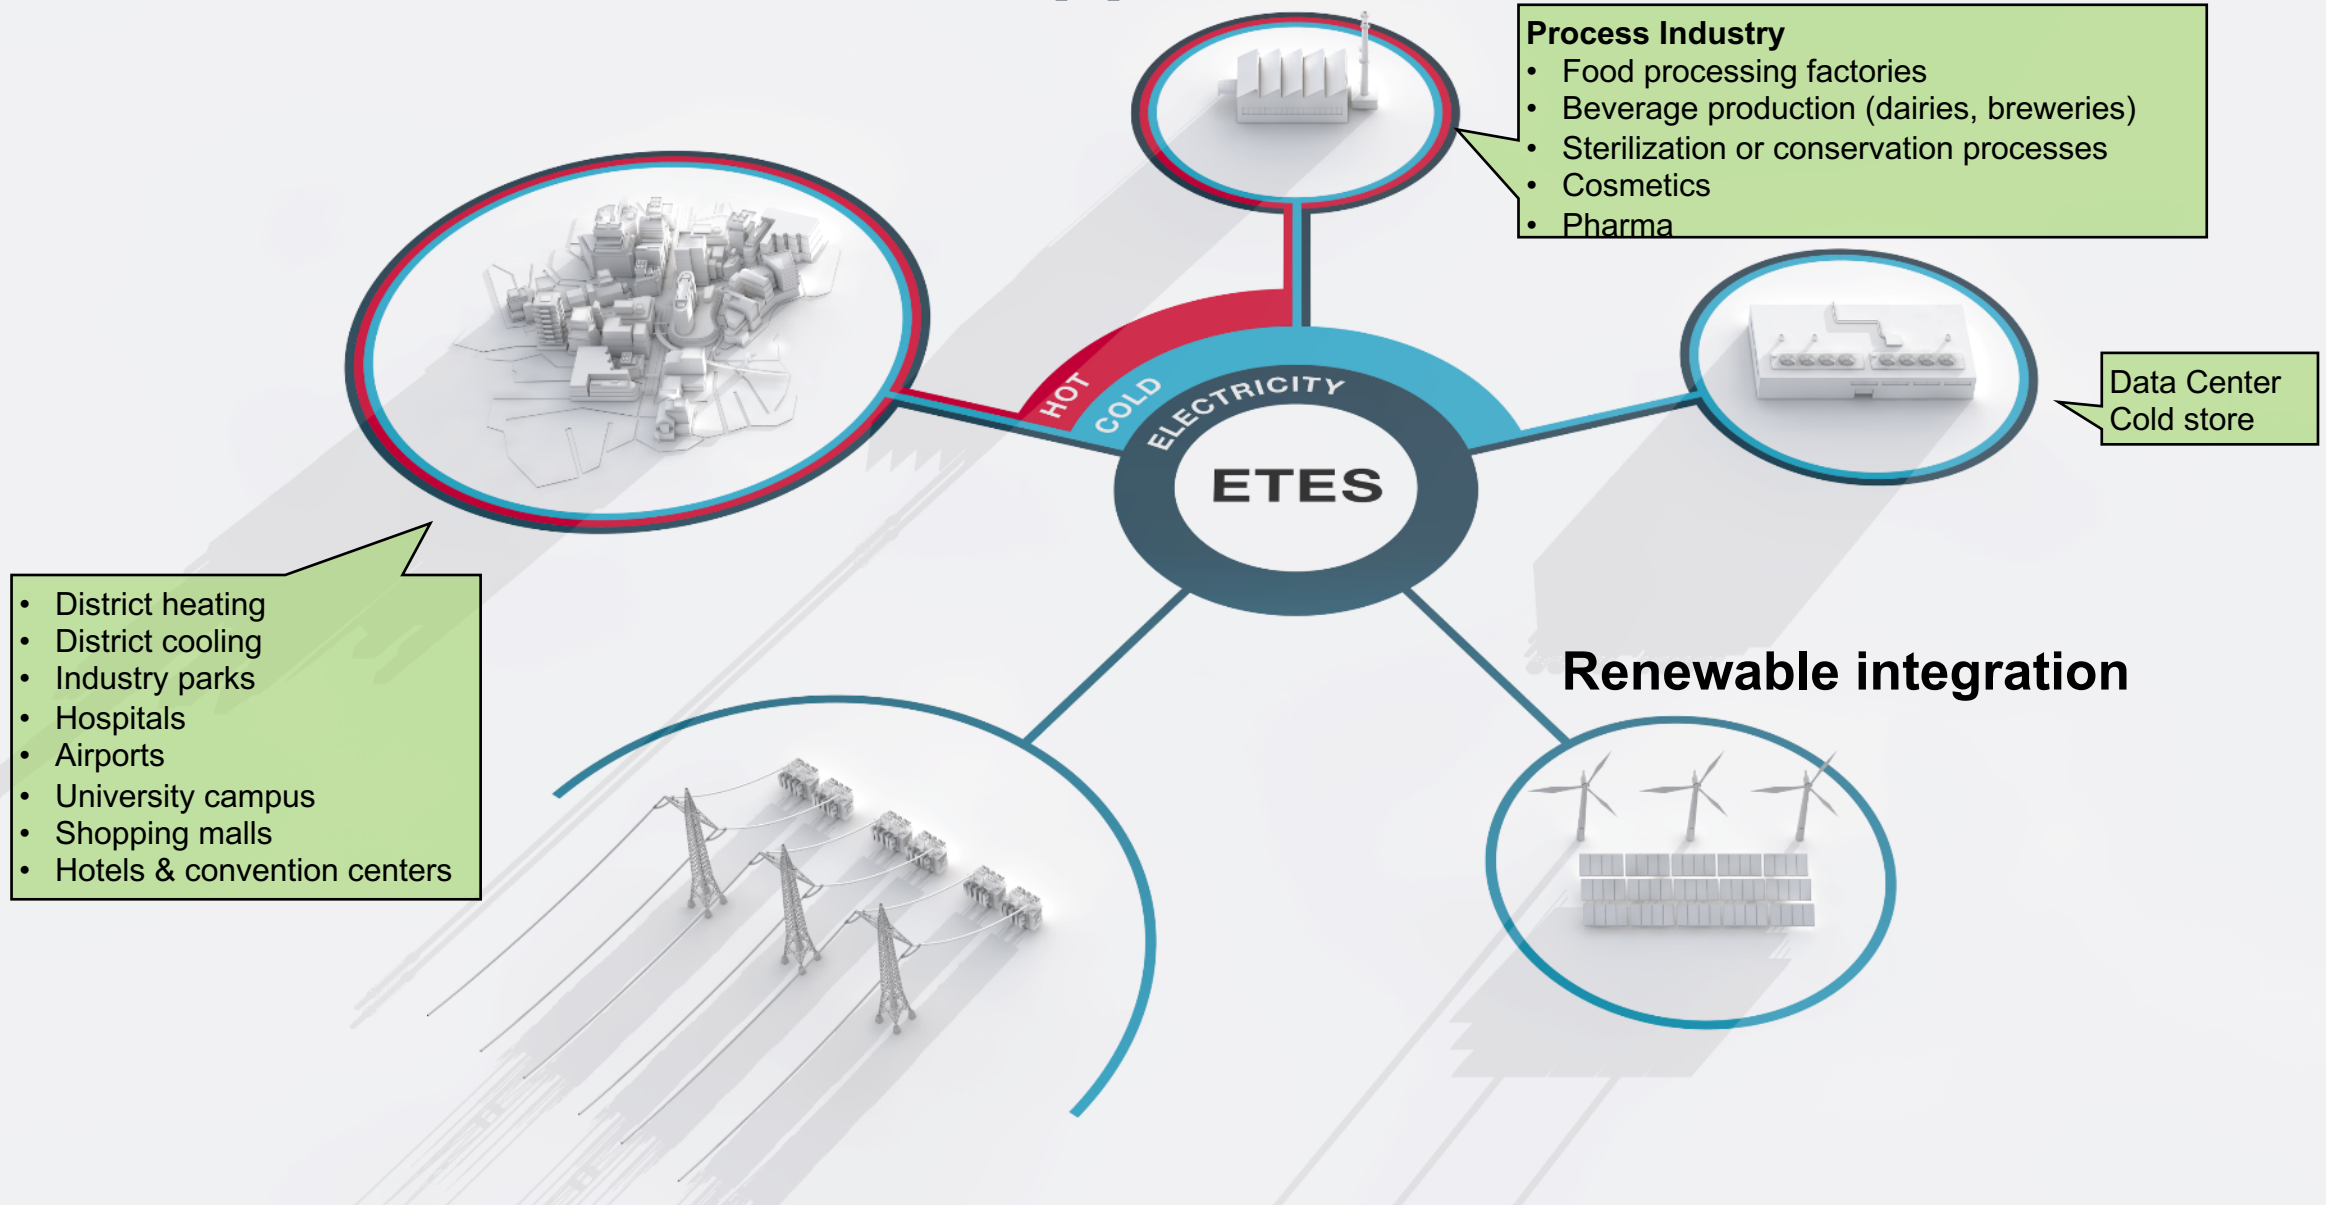 Process Industry
• Food processing factories
• Beverage production (dairies, breweries)
• Sterilization or conservation processes
• Cosmetics
• Pharma
HOT
COLD
ELECTRICITY
ETES
Data Center
Cold store
• District heating
• District cooling
• Industry parks
• Hospitals
• Airports
• University campus
• Shopping malls
• Hotels & convention centers
Renewable integration